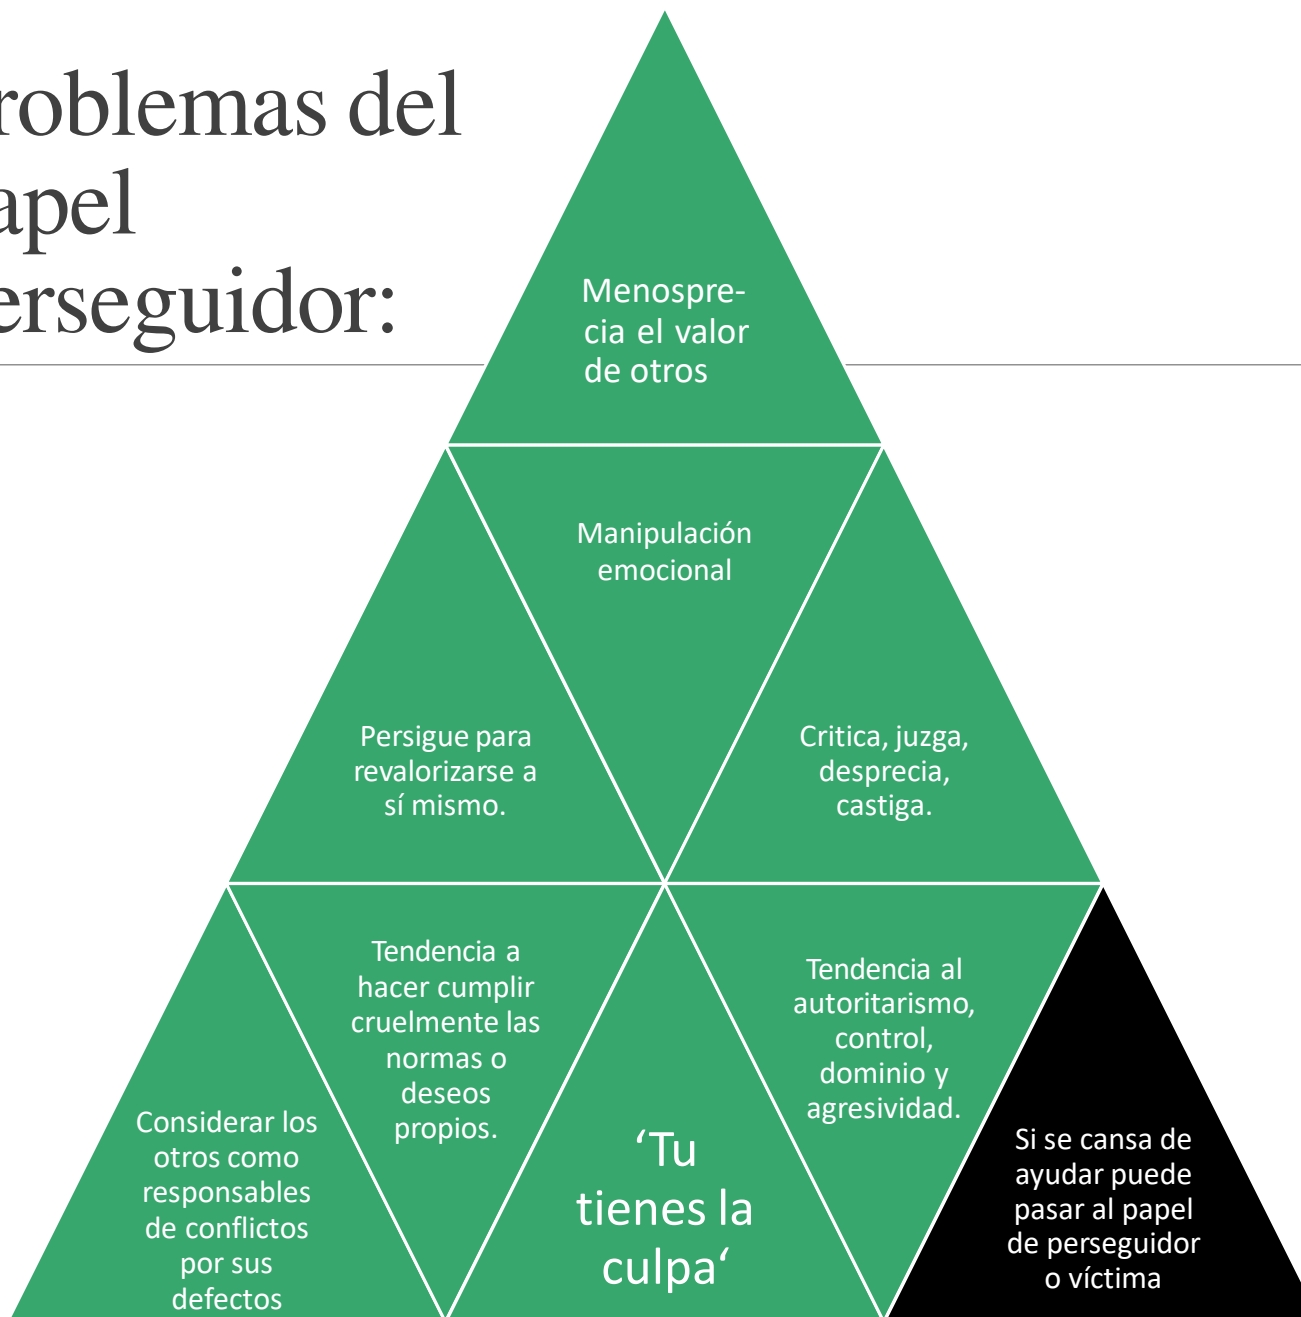 roblemas del
apel
erseguidor:
Menospre-
cia el valor
de otros
Manipulación
emocional
Persigue para
revalorizarse a
sí mismo.
Critica, juzga,
desprecia,
castiga.
Considerar los
otros como
responsables
de conflictos
por sus
defectos
Tendencia a
hacer cumplir
cruelmente las
normas o
deseos
propios.
‘Tu
tienes la
culpa‘
Tendencia al
autoritarismo,
control,
dominio y
agresividad.
Si se cansa de
ayudar puede
pasar al papel
de perseguidor
o víctima